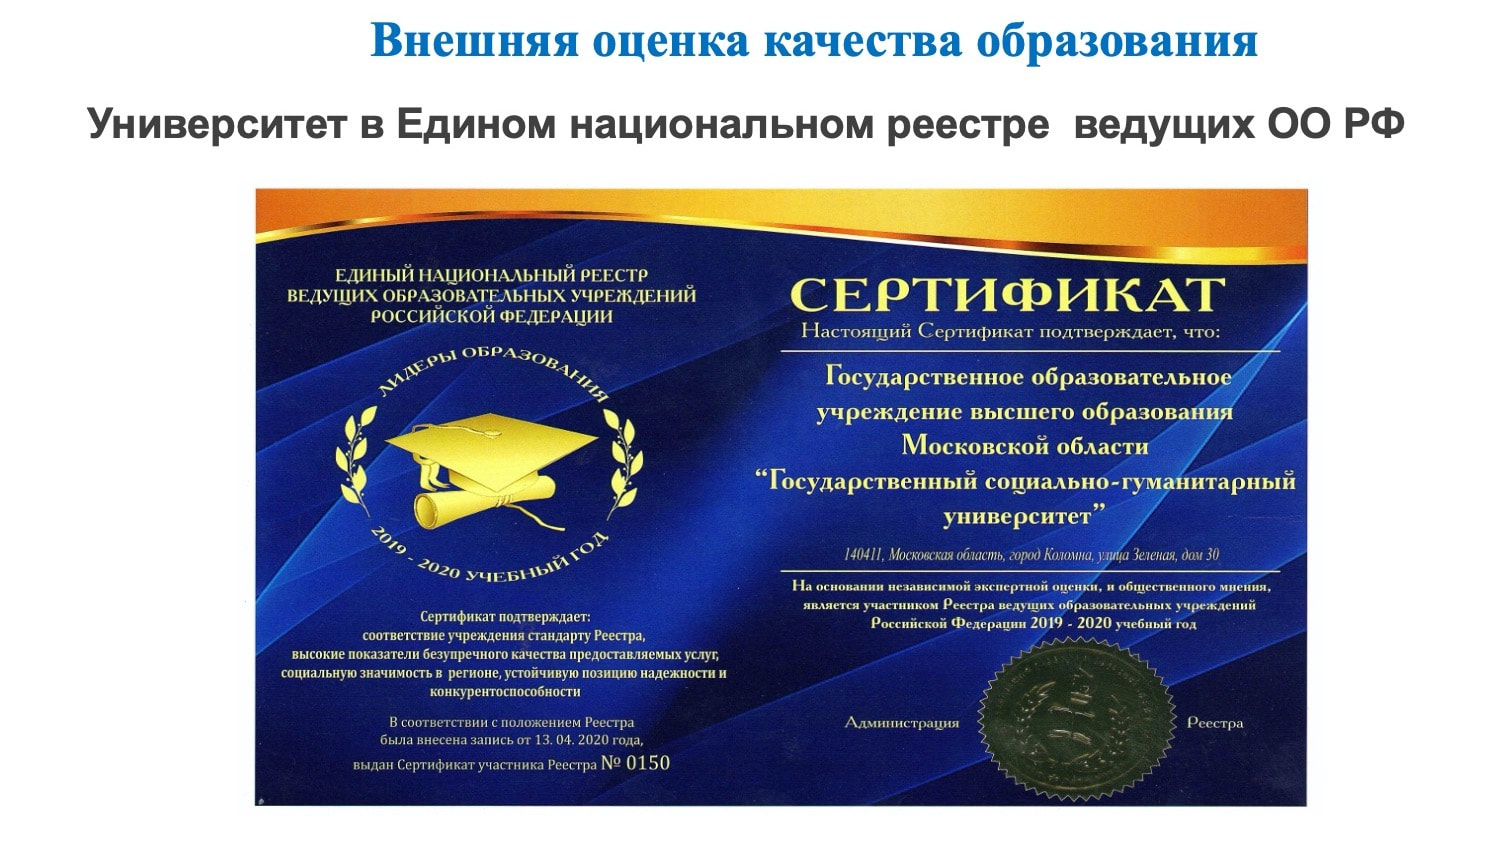 Внешняя оценка качества образования
Университет в Едином национальном реестре ведущих ОО РФ
ЕДИНЫЙ НАЦИОНАЛЬНЫЙ РЕЕСТР
ВЕДУЩИХ ОБРАЗОВАТЕЛЬНЫХ УЧРЕЖДЕНИЙ
РОССИЙСКОЙ ФЕДЕРАЦИИ
ЛИДЕРЫ ОБРАЗОВАНИЯ
2019 - 2020 УЧЕБНЫЙ ГОД
Сертификат подтверждает:
соответствие учреждения стандарту Реестра,
высокие показатели безупречного качества предоставляемых услуг,
социальную значимость в регионе, устойчивую позицию надежности и
конкурентоспособности
В соответствии с положением Реестра
была внесена запись от 13. 04. 2020 года,
выдан Сертификат участника Реестра № 0150
СЕРТИФИКАТ
Настоящий Сертификат подтверждает, что:
Государственное образовательное
учреждение высшего образования
Московской области
“Государственный социально-гуманитарный
университет”
140411, Московская область, город Коломна, улица Зеленая, дом 30
На основании независимой экспертной оценки, и общественного мнения,
является участником Реестра ведущих образовательных учреждений
Российской Федерации 2019 - 2020 учебный год
Администрация Реестра